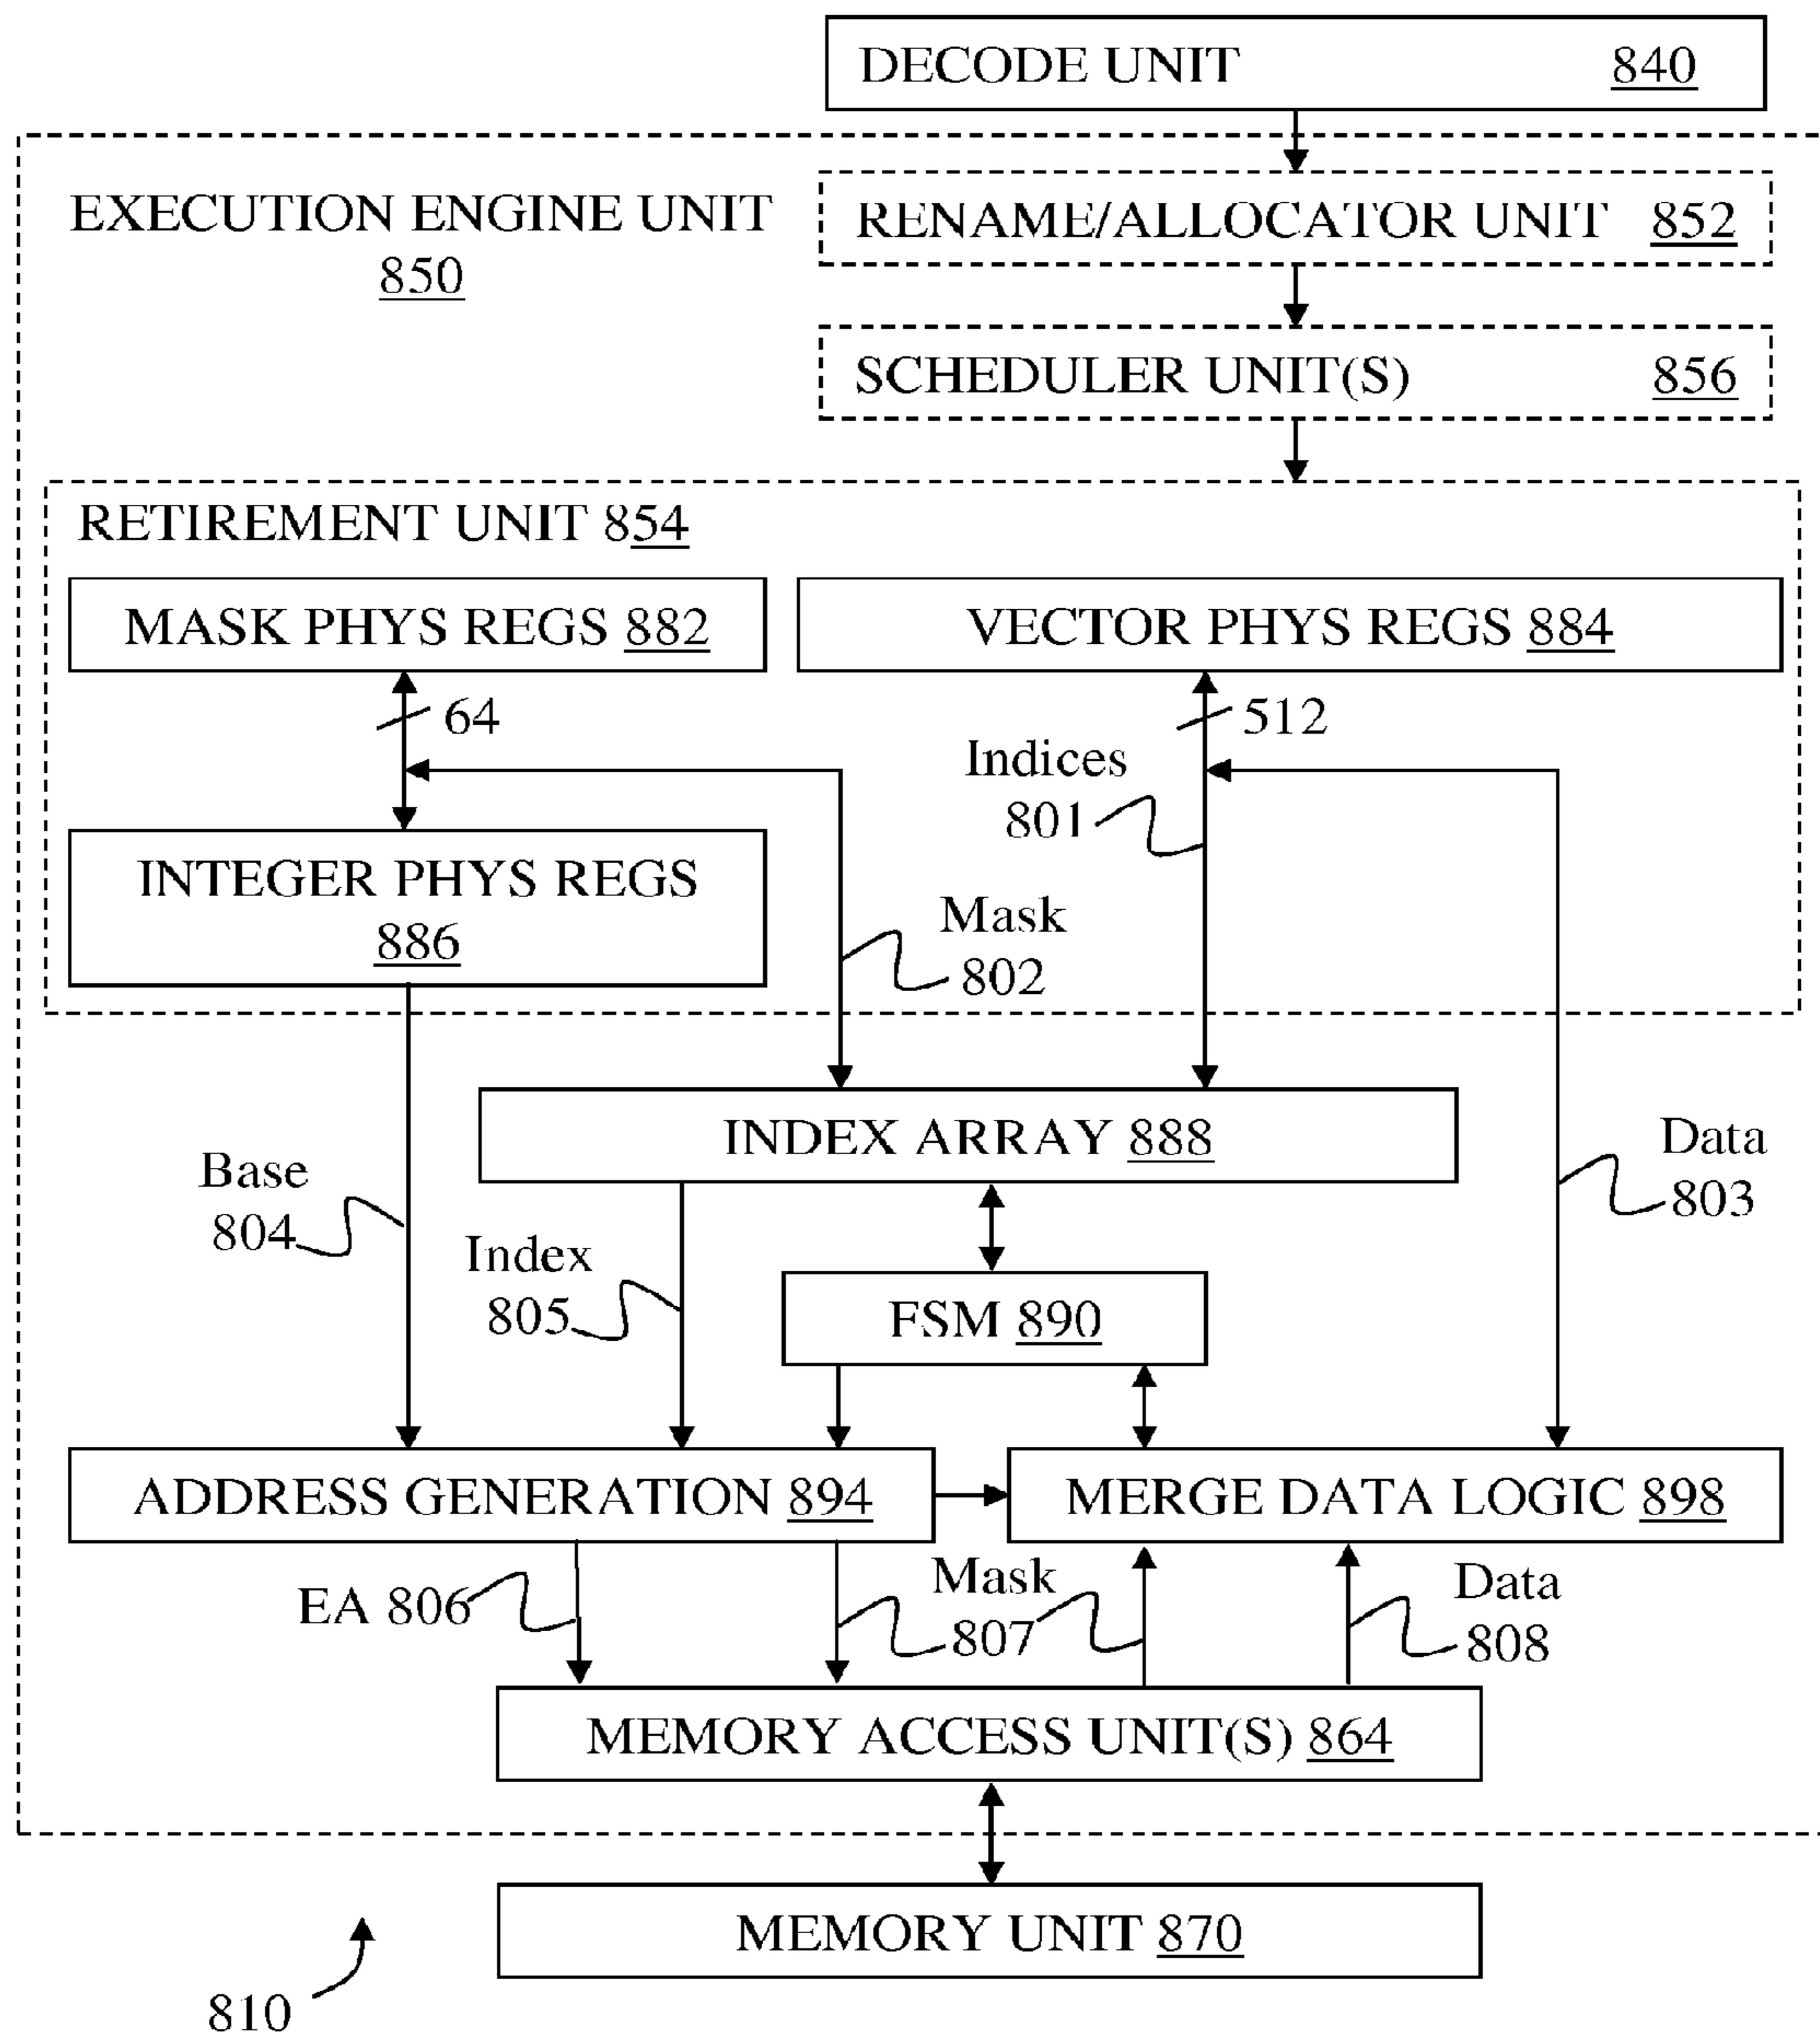 DECODE UNIT 840
EXECUTION ENGINE UNIT
850
RENAME/ALLOCATOR UNIT 852
SCHEDULER UNIT(S) 856
RETIREMENT UNIT 854
MASK PHYS REGS 882
VECTOR PHYS REGS 884
64
512
Indices
801
INTEGER PHYS REGS
886
Mask
802
INDEX ARRAY 888
Base
804
Data
803
Index
805
FSM 890
ADDRESS GENERATION 894
MERGE DATA LOGIC 898
EA 806
Mask
807
Data
808
MEMORY ACCESS UNIT(S) 864
MEMORY UNIT 870
810